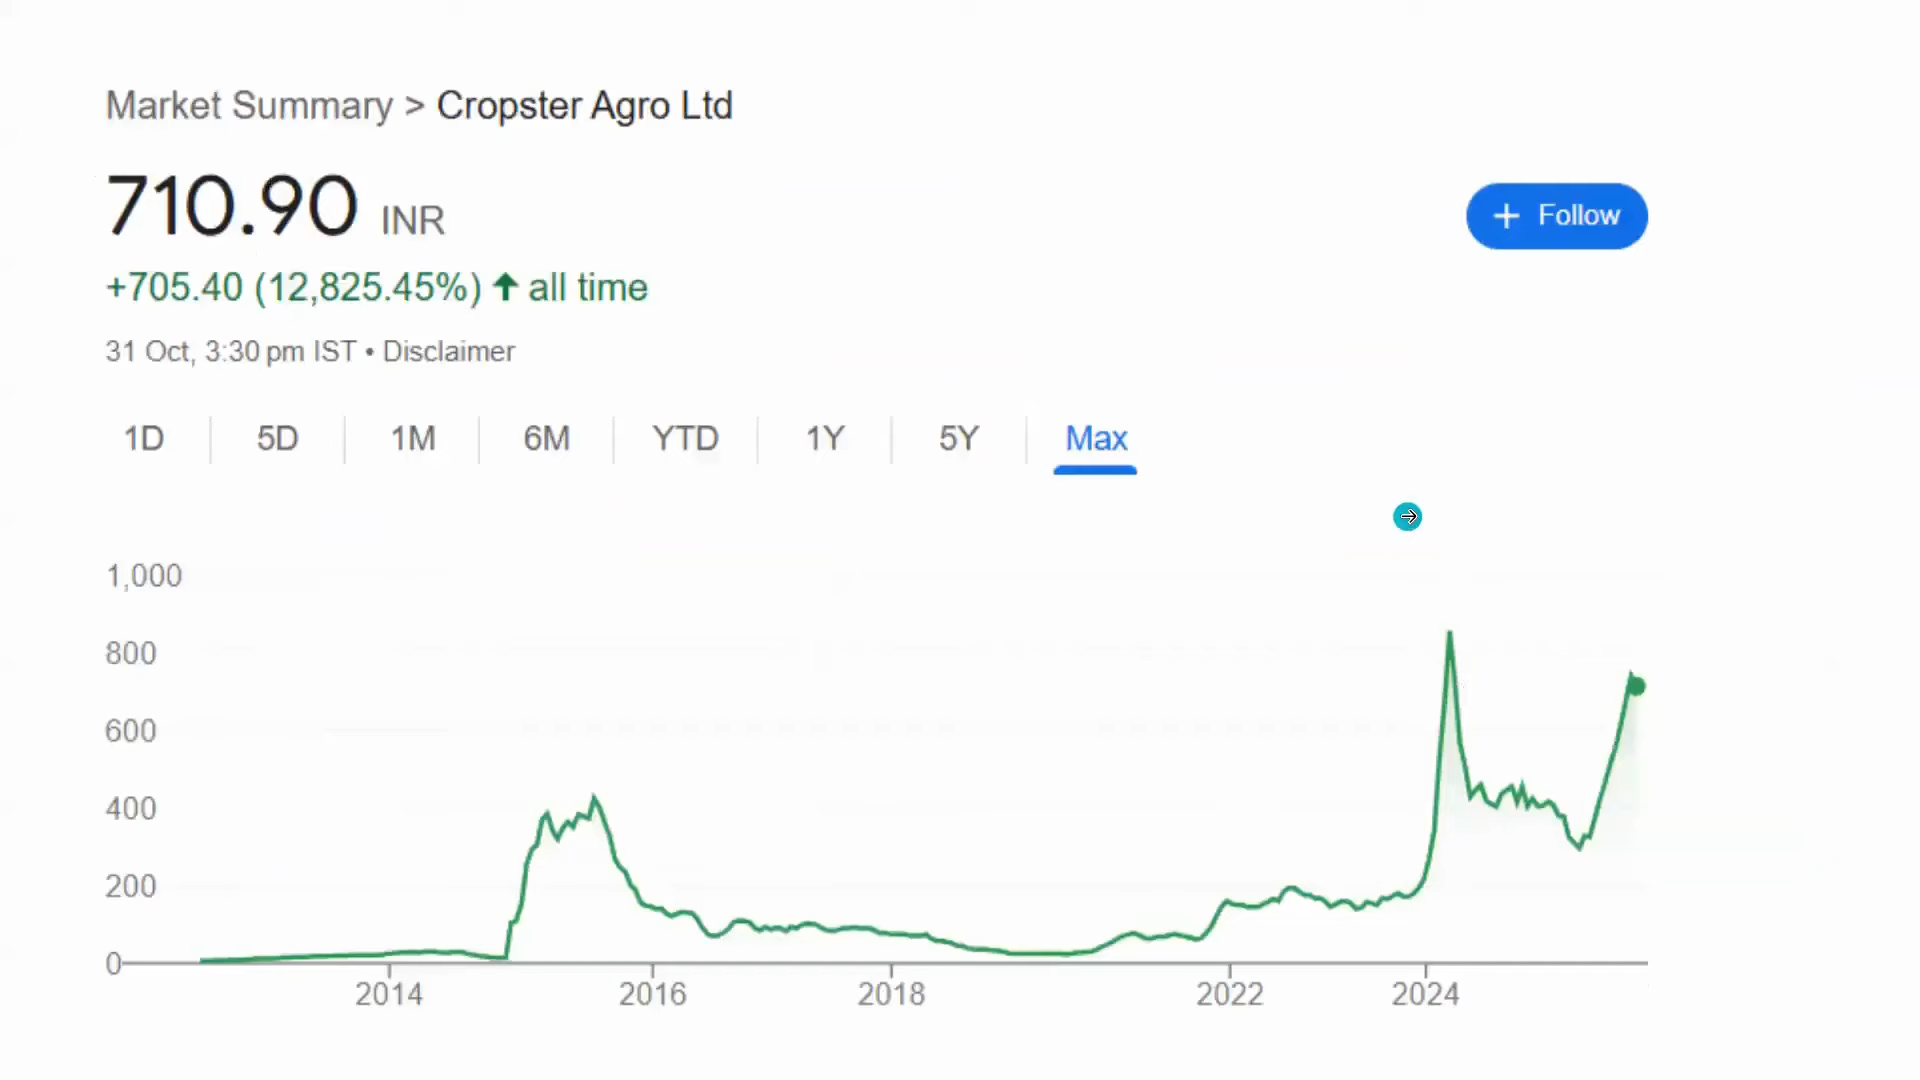 Market Summary > Cropster Agro Ltd
710.90 INR
+ Follow
+705.40 (12,825.45%) ↑ all time
31 Oct, 3:30 pm IST • Disclaimer
1D 5D 1M 6M YTD 1Y 5Y Max
1,000
800
600
400
200
0
2014 2016 2018 2022 2024